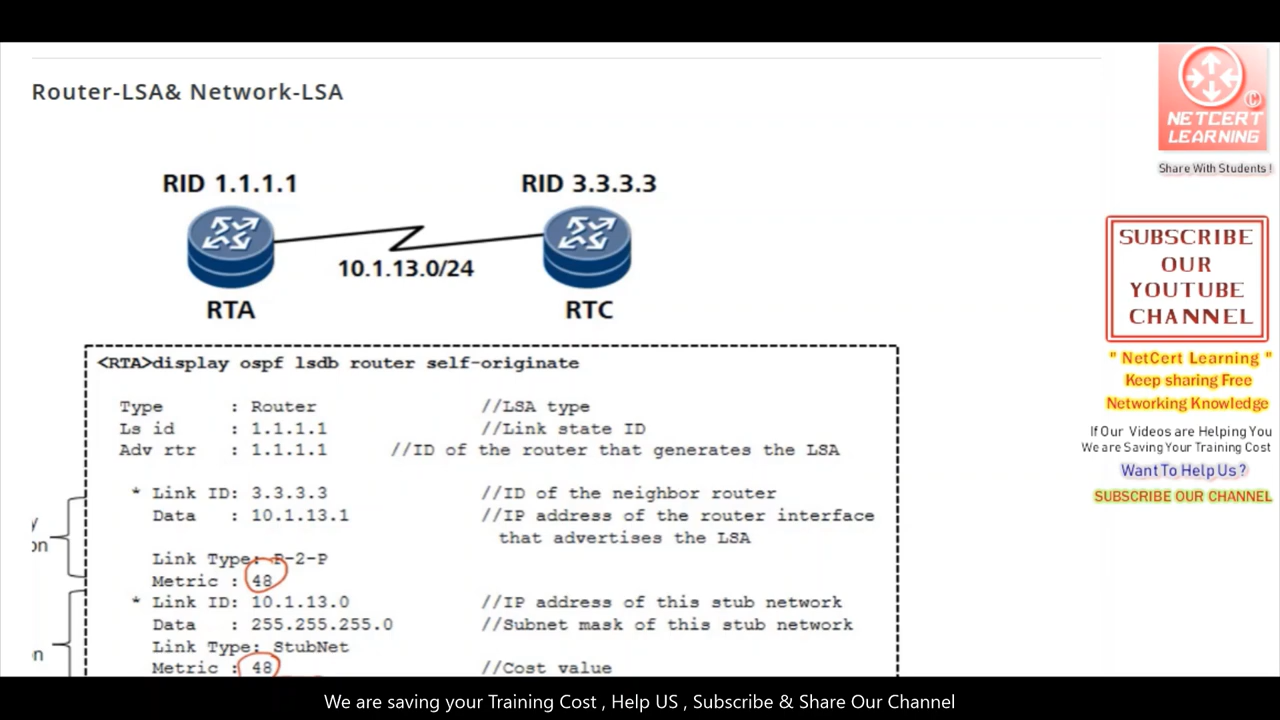 Router-LSA& Network-LSA
RID 1.1.1.1
RID 3.3.3.3
10.1.13.0/24
RTA
RTC
<RTA>display ospf lsdb router self-originate
Type : Router //LSA type
Ls id : 1.1.1.1 //Link state ID
Adv rtr : 1.1.1.1 //ID of the router that generates the LSA
* Link ID: 3.3.3.3 //ID of the neighbor router
Data : 10.1.13.1 //IP address of the router interface
that advertises the LSA
Link Type: P-2-P
Metric : 48
* Link ID: 10.1.13.0 //IP address of this stub network
Data : 255.255.255.0 //Subnet mask of this stub network
Link Type: StubNet
Metric : 48 //Cost value
y
on
n
©
NETCERT
LEARNING
Share With Students !
SUBSCRIBE
OUR
YOUTUBE
CHANNEL
" NetCert Learning "
Keep sharing Free
Networking Knowledge
If Our Videos are Helping You
We are Saving Your Training Cost
Want To Help Us ?
SUBSCRIBE OUR CHANNEL
We are saving your Training Cost , Help US , Subscribe & Share Our Channel